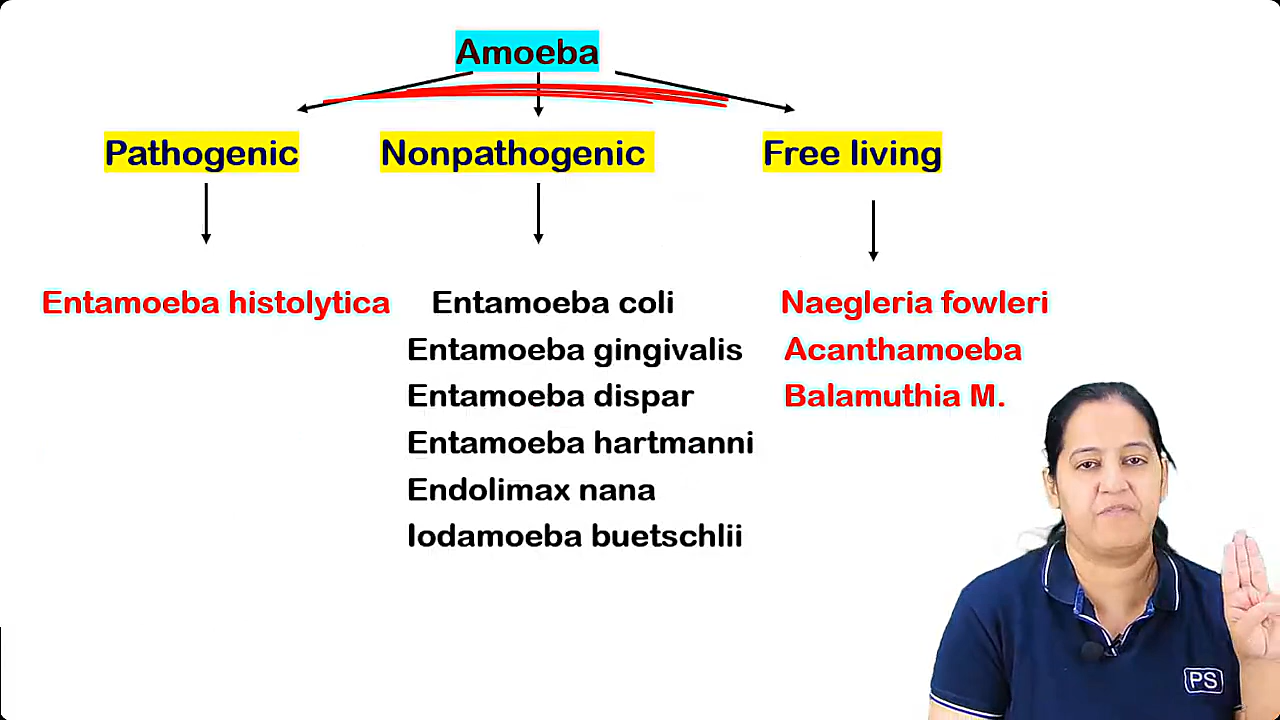 Amoeba
Pathogenic
Nonpathogenic
Free living
Entamoeba histolytica
Entamoeba coli
Entamoeba gingivalis
Entamoeba dispar
Entamoeba hartmanni
Endolimax nana
Iodamoeba buetschlii
Naegleria fowleri
Acanthamoeba
Balamuthia M.
PS